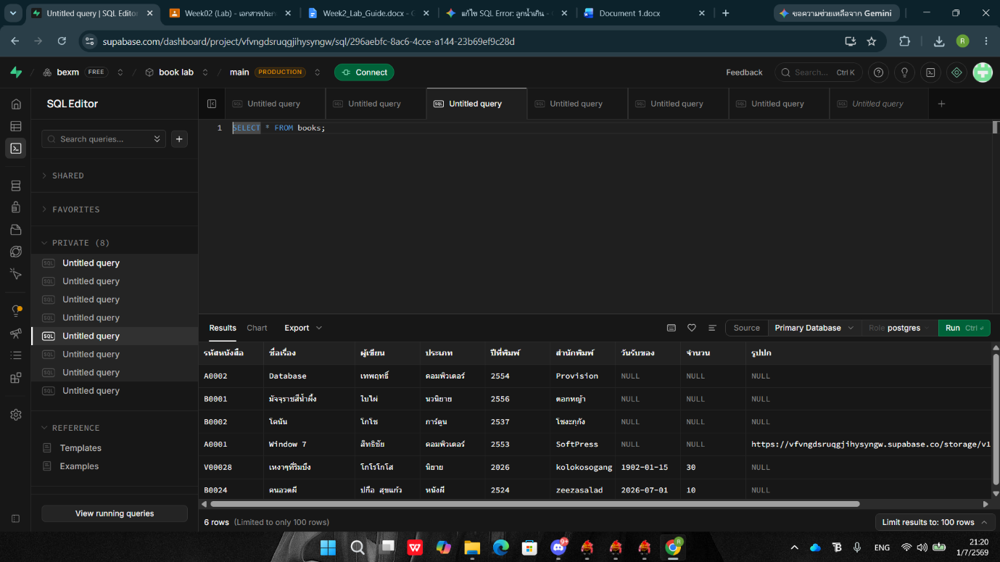 Untitled query | SQL Editor
Week02 (Lab) - เอกสารประก
Week2_Lab_Guide.docx - G
แก้ไข SQL Error: ลูกน้ำเกิน -
Document 1.docx
ขอความช่วยเหลือจาก Gemini
supabase.com/dashboard/project/vfvngdsruqgjihysyngw/sql/296aebfc-8ac6-4cce-a144-23b69ef9c28d
R
bexm FREE / book lab / main PRODUCTION Connect Feedback Search... Ctrl K
SQL Editor
Untitled query Untitled query Untitled query Untitled query Untitled query Untitled query Untitled query
1 SELECT * FROM books;
Search queries...
SHARED
FAVORITES
PRIVATE (8)
SQL Untitled query
SQL Untitled query
SQL Untitled query
SQL Untitled query
SQL Untitled query
SQL Untitled query
SQL Untitled query
SQL Untitled query
REFERENCE
Templates
Examples
View running queries
Results Chart Export Source Primary Database Role postgres Run Ctrl
รหัสหนังสือ ชื่อเรื่อง ผู้เขียน ประเภท ปีที่พิมพ์ สำนักพิมพ์ วันรับของ จำนวน รูปปก
A0002 Database เทพฤทธิ์ คอมพิวเตอร์ 2554 Provision NULL NULL NULL
B0001 มัจจุราชสีน้ำผึ้ง ใบไผ่ นวนิยาย 2556 ดอกหญ้า NULL NULL NULL
B0002 โคนัน โกโช การ์ตูน 2537 โชงะกุกัง NULL NULL NULL
A0001 Window 7 สิทธิชัย คอมพิวเตอร์ 2553 SoftPress NULL NULL https://vfvngdsruqgjihysyngw.supabase.co/storage/v1
V00028 เหงาๆที่ริมบึง โกโรโกโส นิยาย 2026 kolokosogang 1902-01-15 30 NULL
B0024 คนอวดผี ปกือ สุขแก้ว หนังผี 2524 zeezasalad 2026-07-01 10 NULL
6 rows (Limited to only 100 rows)
Limit results to: 100 rows
9+
R
ENG
21:20
1/7/2569